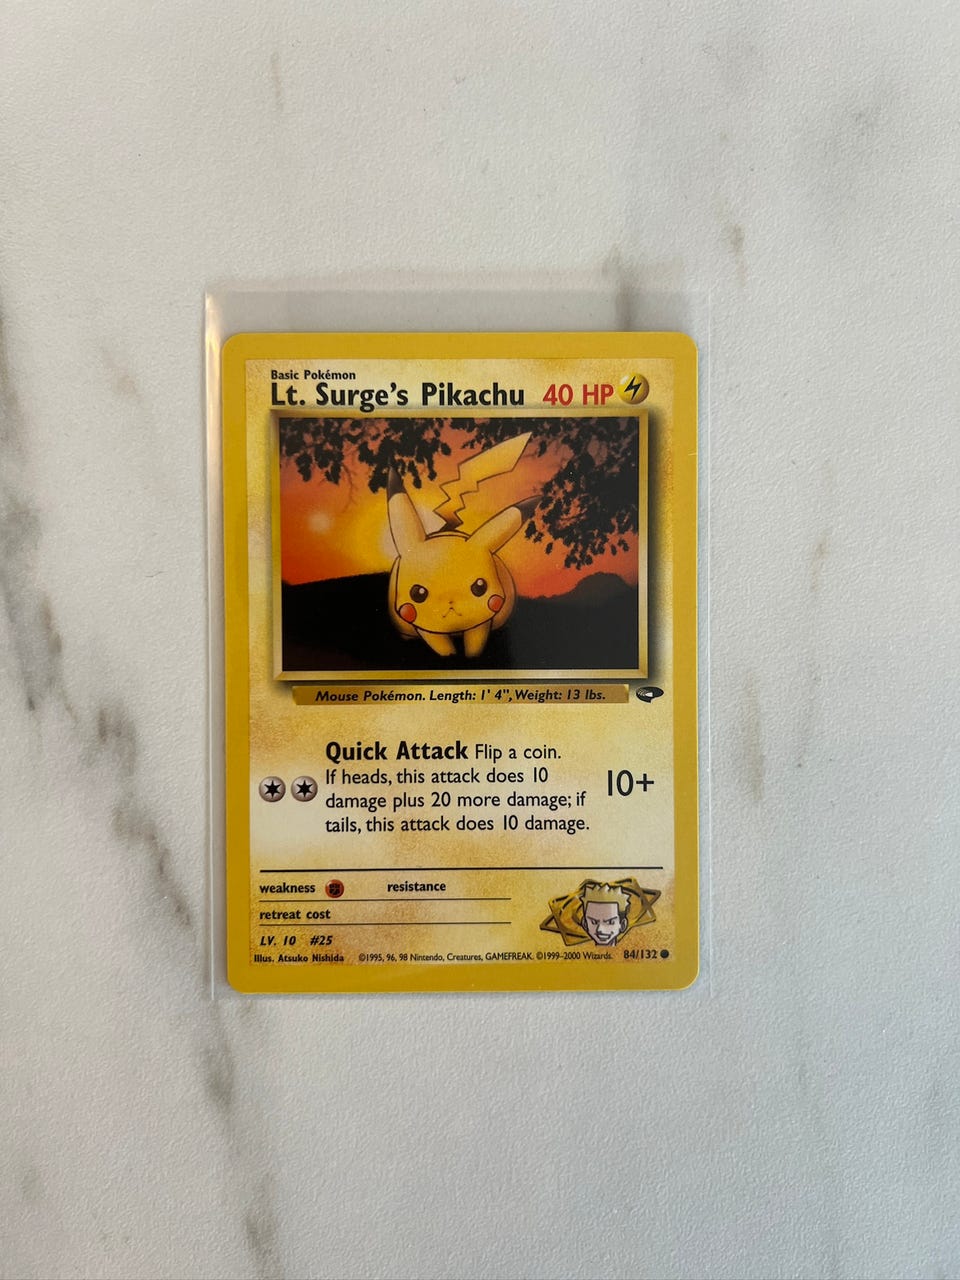 Basic Pokémon
Lt. Surge's Pikachu 40 HP
Mouse Pokémon. Length: 1' 4", Weight: 13 lbs.
Quick Attack Flip a coin.
If heads, this attack does 10
damage plus 20 more damage; if
tails, this attack does 10 damage.
10+
weakness resistance
retreat cost
LV. 10 #25
Illus. Atsuko Nishida ©1995, 96, 98 Nintendo, Creatures, GAMEFREAK. ©1999-2000 Wizards. 84/132